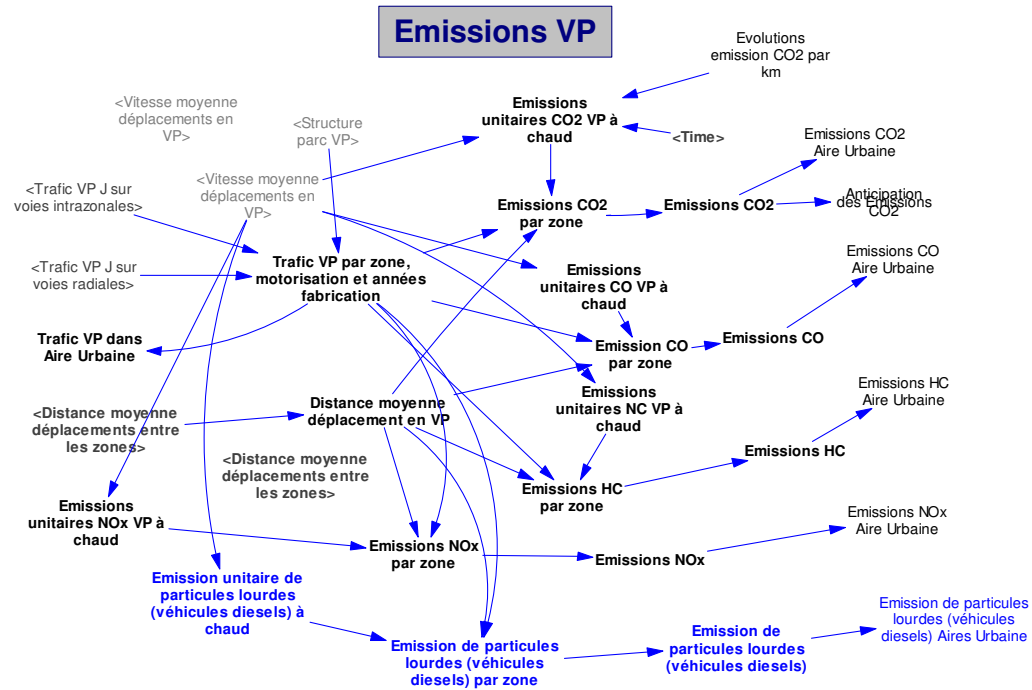 Emissions VP
Evolutions
emission CO2 par
km
<Vitesse moyenne
déplacements en
VP>
<Structure
parc VP>
Emissions
unitaires CO2 VP à
chaud
<Time>
Emissions CO2
Aire Urbaine
<Trafic VP J sur
voies intrazonales>
<Vitesse moyenne
déplacements en
VP>
Emissions CO2
par zone
Emissions CO2
Anticipation
des Emissions
CO2
<Trafic VP J sur
voies radiales>
Trafic VP par zone,
motorisation et années
fabrication
Emissions
unitaires CO VP à
chaud
Emissions CO
Aire Urbaine
Trafic VP dans
Aire Urbaine
Emission CO
par zone
Emissions CO
<Distance moyenne
déplacements entre
les zones>
Distance moyenne
déplacement en VP
Emissions
unitaires NC VP à
chaud
Emissions HC
Aire Urbaine
<Distance moyenne
déplacements entre
les zones>
Emissions HC
par zone
Emissions HC
Emissions
unitaires NOx VP à
chaud
Emissions NOx
par zone
Emissions NOx
Emissions NOx
Aire Urbaine
Emission unitaire de
particules lourdes
(véhicules diesels) à
chaud
Emission de particules
lourdes (véhicules
diesels) par zone
Emission de
particules lourdes
(véhicules diesels)
Emission de particules
lourdes (véhicules
diesels) Aires Urbaine